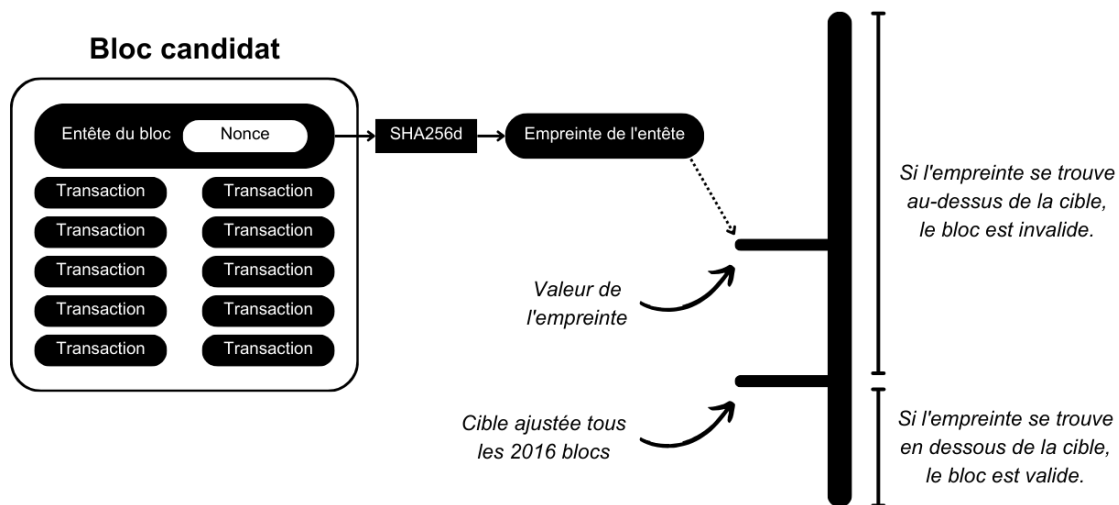 Bloc candidat
Entête du bloc
Nonce
SHA256d
Empreinte de l'entête
Transaction
Transaction
Transaction
Transaction
Transaction
Transaction
Transaction
Transaction
Transaction
Transaction
Valeur de
l'empreinte
Cible ajustée tous
les 2016 blocs
Si l'empreinte se trouve
au-dessus de la cible,
le bloc est invalide.
Si l'empreinte se trouve
en dessous de la cible,
le bloc est valide.